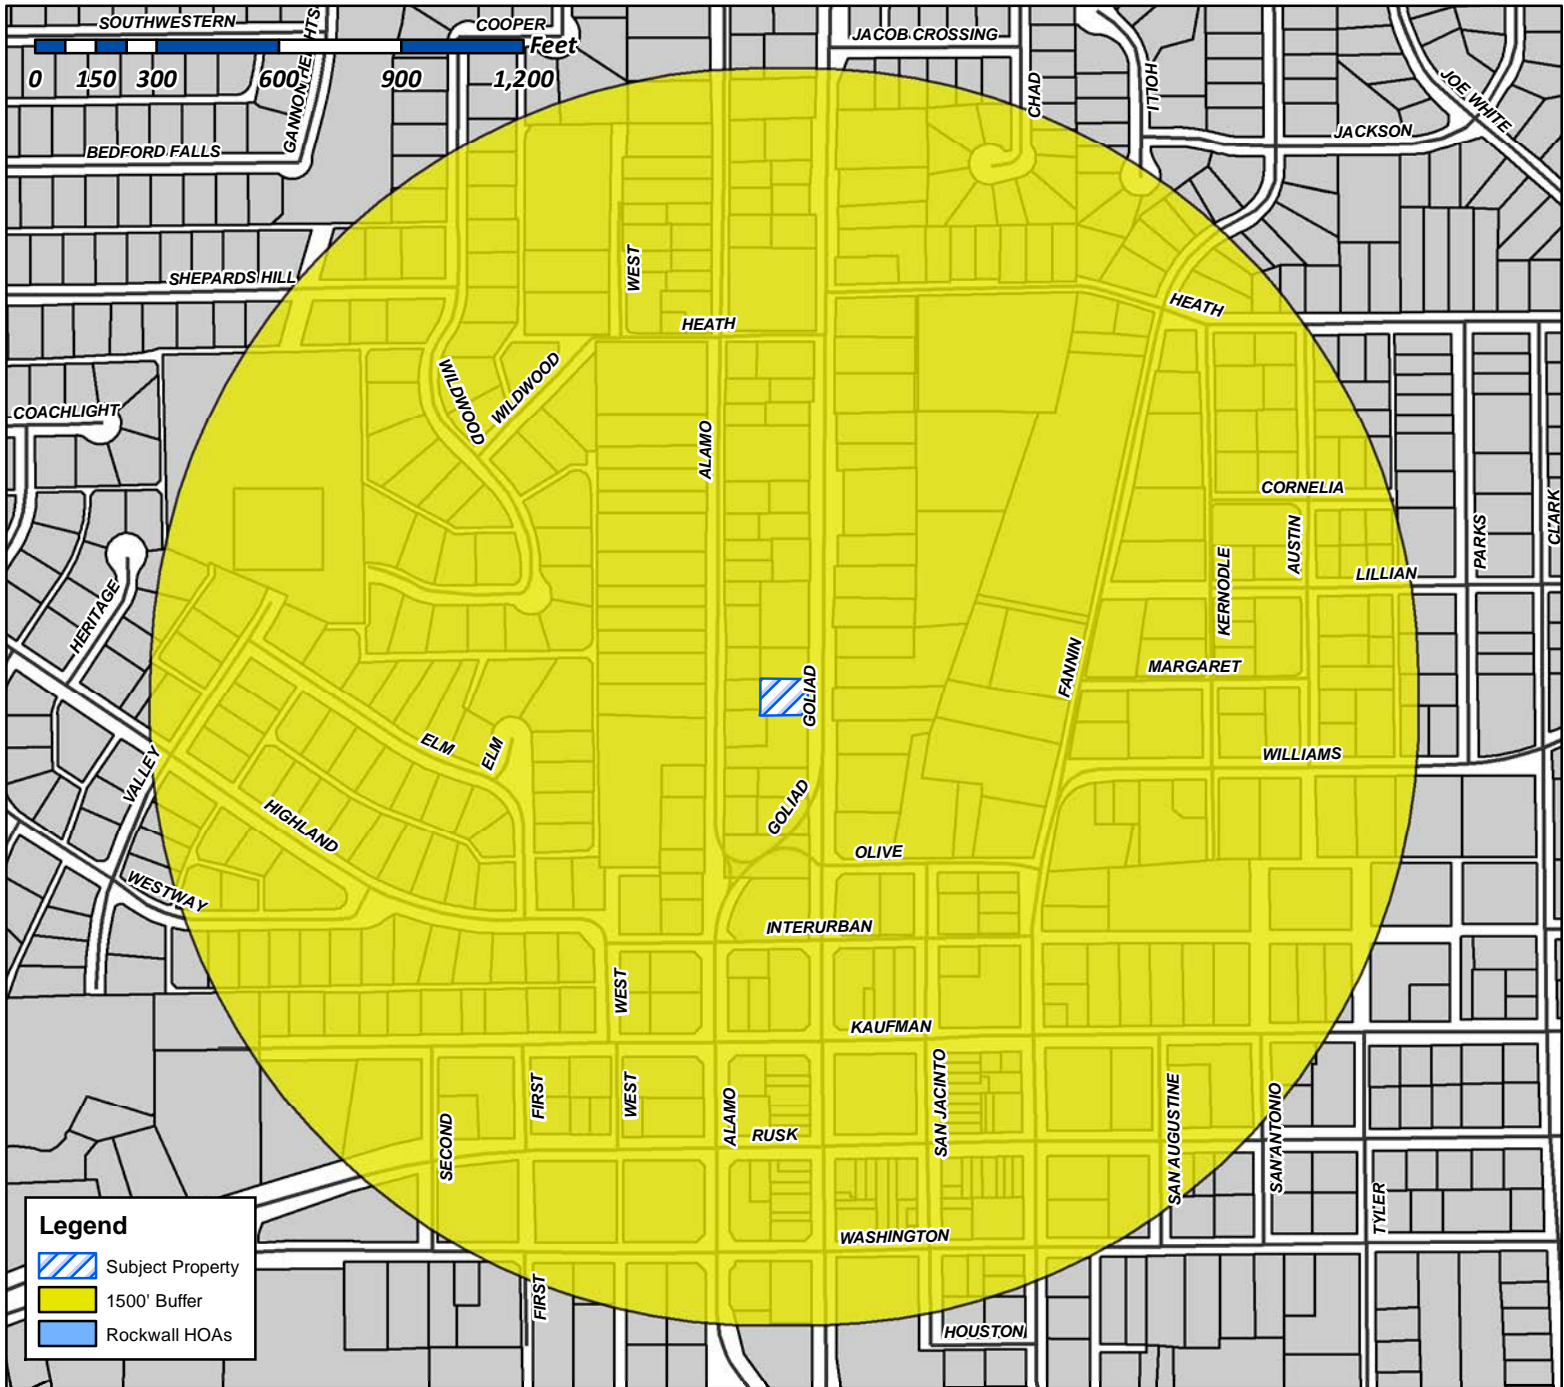 SOUTHWESTERN
COOPER
JACOB CROSSING
Feet
0 150 300 600 900 1,200
GANNON HEIGHTS
CHAD
HOLLI
JOE WHITE
JACKSON
BEDFORD FALLS
WEST
SHEPARDS HILL
HEATH
HEATH
WILDWOOD
WILDWOOD
COACHLIGHT
ALAMO
CORNELIA
CLARK
PARKS
AUSTIN
LILLIAN
KERNODLE
HERITAGE
MARGARET
FANNIN
GOLIAD
ELM
ELM
WILLIAMS
VALLEY
GOLIAD
HIGHLAND
OLIVE
WESTWAY
INTERURBAN
WEST
KAUFMAN
SAN JACINTO
FIRST
WEST
ALAMO
SAN AUGUSTINE
SAN ANTONIO
SECOND
RUSK
TYLER
WASHINGTON
FIRST
HOUSTON
Legend
Subject Property
1500' Buffer
Rockwall HOAs